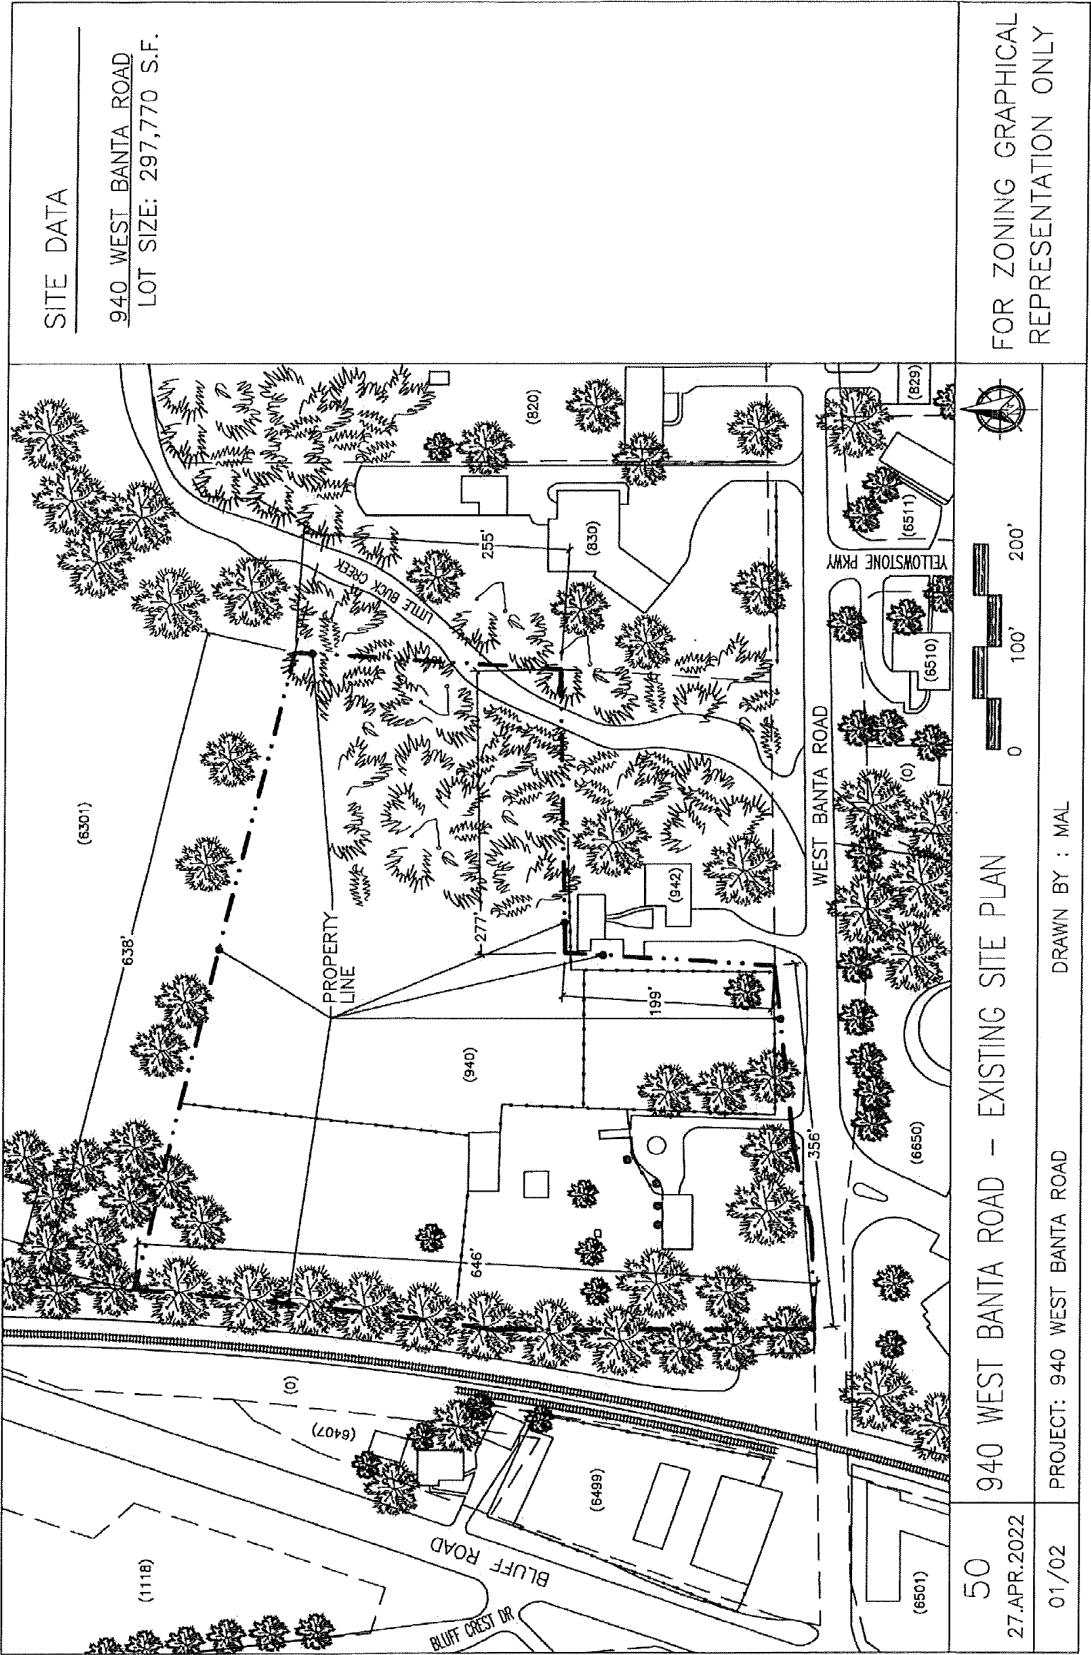 SITE DATA
940 WEST BANTA ROAD
LOT SIZE: 297,770 S.F.
FOR ZONING GRAPHICAL
REPRESENTATION ONLY
(6301)
638'
PROPERTY
LINE
(940)
646'
277'
199'
356'
255'
LITTLE BUCK CREEK
(820)
(830)
(942)
WEST BANTA ROAD
YELLOWSTONE PKWY
(829)
(6511)
(6510)
(0)
(6650)
(0)
(6407)
(6499)
(1118)
BLUFF ROAD
BLUFF CREST DR
(6501)
0 100' 200'
50
27.APR.2022
940 WEST BANTA ROAD – EXISTING SITE PLAN
01/02
PROJECT: 940 WEST BANTA ROAD
DRAWN BY : MAL